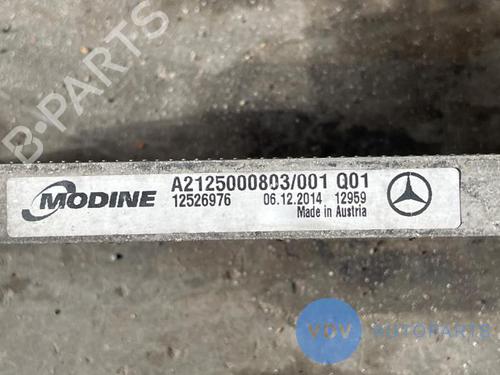 B-PARTS
MODINE
A2125000803/001 Q01
12526976 06.12.2014 12959
Made in Austria
VDV AUTOPARTS